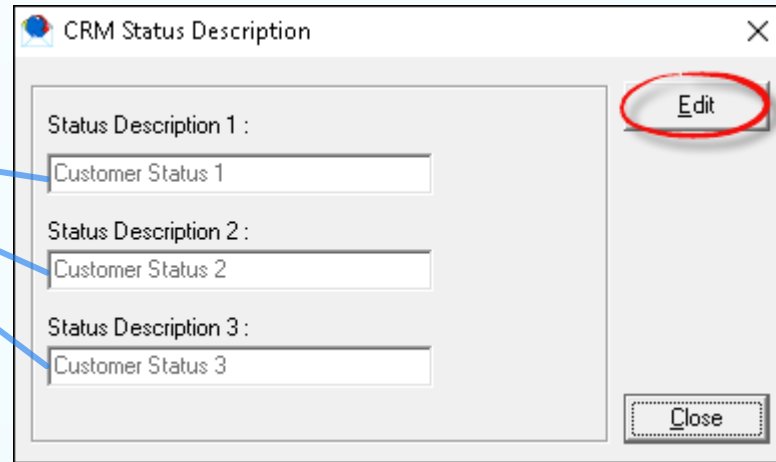 CRM Status Description
Edit
Status Description 1 :
Customer Status 1
Status Description 2 :
Customer Status 2
Status Description 3 :
Customer Status 3
Close